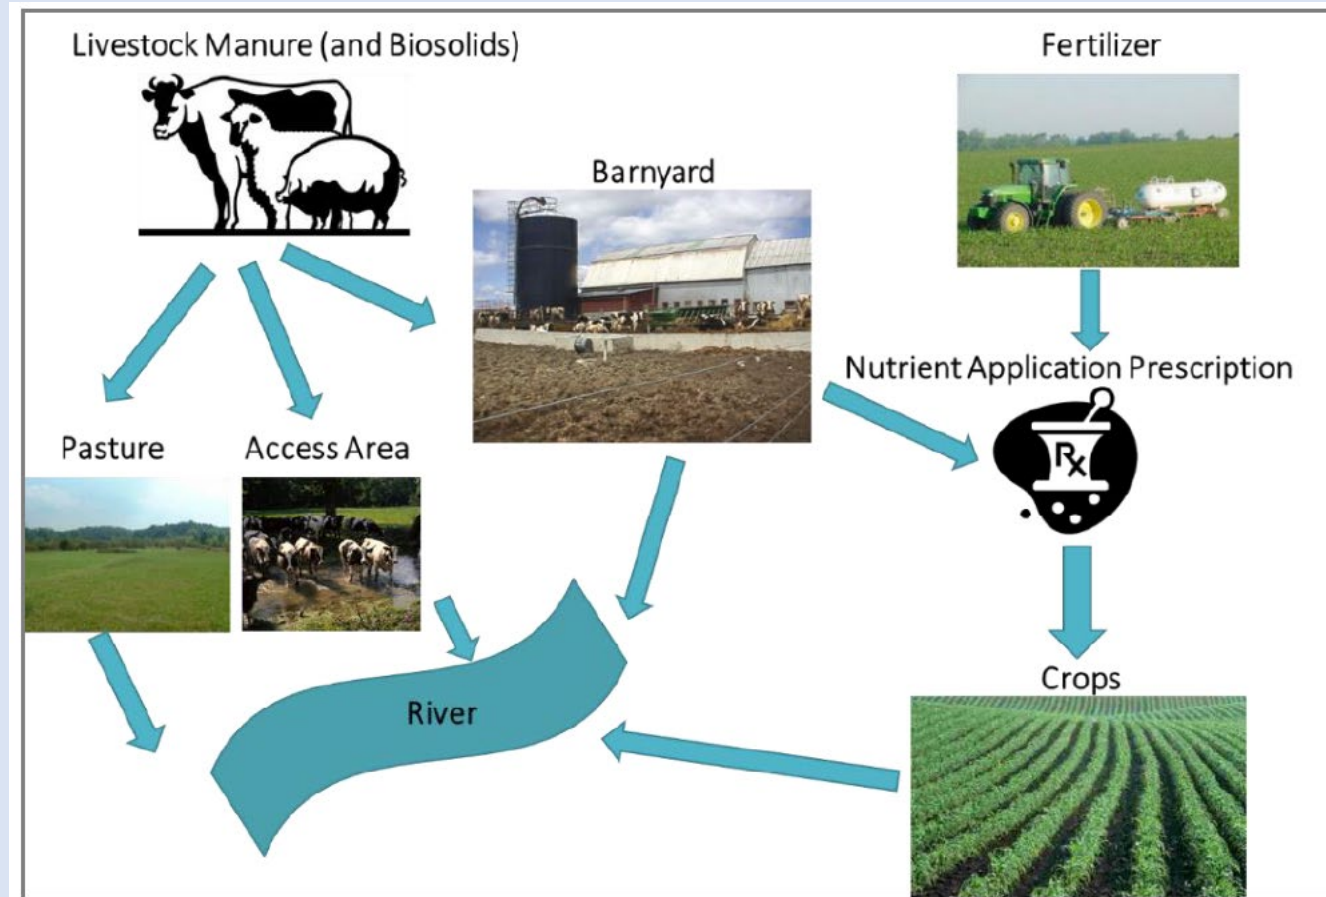 Livestock Manure (and Biosolids)
Fertilizer
Barnyard
Nutrient Application Prescription
Rx
Pasture
Access Area
River
Crops